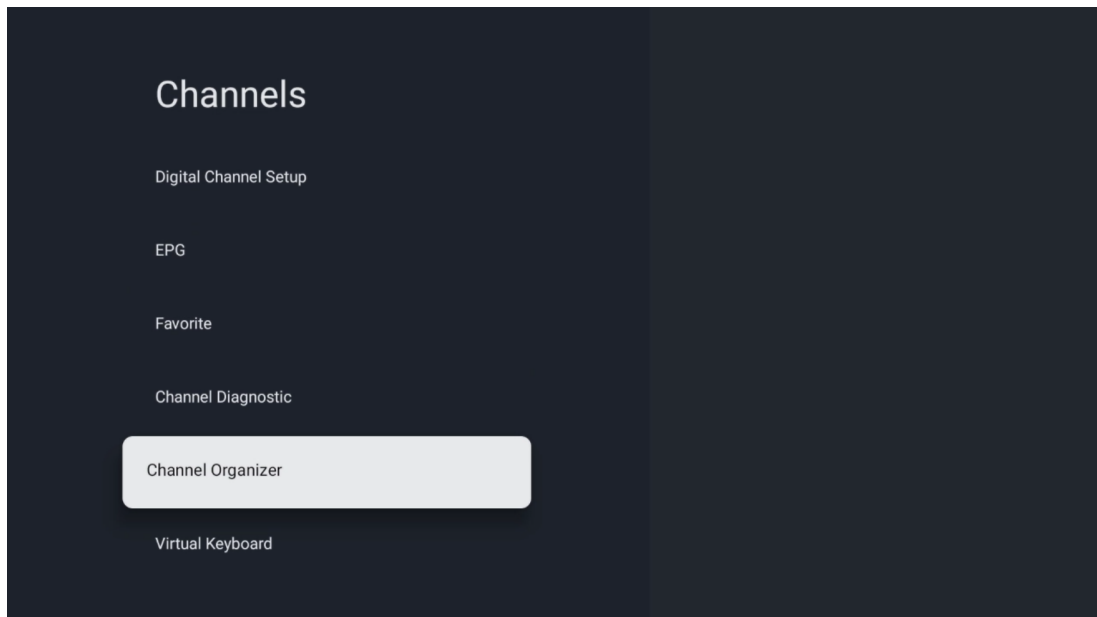 Channels
Digital Channel Setup
EPG
Favorite
Channel Diagnostic
Channel Organizer
Virtual Keyboard